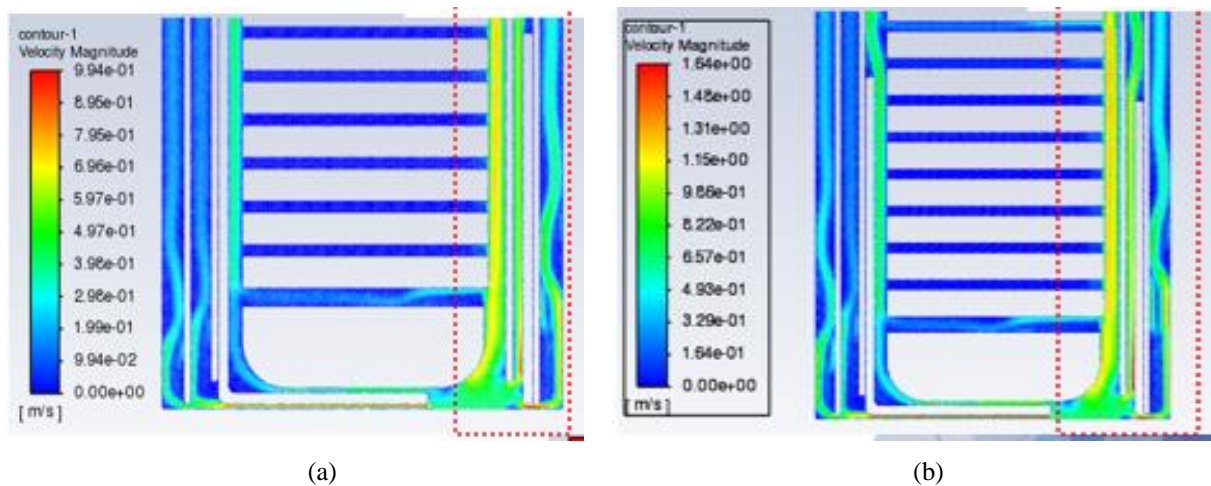 contour-1
Velocity Magnitude
9.94e-01
8.95e-01
7.95e-01
6.96e-01
5.97e-01
4.97e-01
3.98e-01
2.98e-01
1.99e-01
9.94e-02
0.00e+00
[ m/s ]
(a)
contour-1
Velocity Magnitude
1.64e+00
1.48e+00
1.31e+00
1.15e+00
9.86e-01
8.22e-01
6.57e-01
4.93e-01
3.29e-01
1.64e-01
0.00e+00
[ m/s ]
(b)